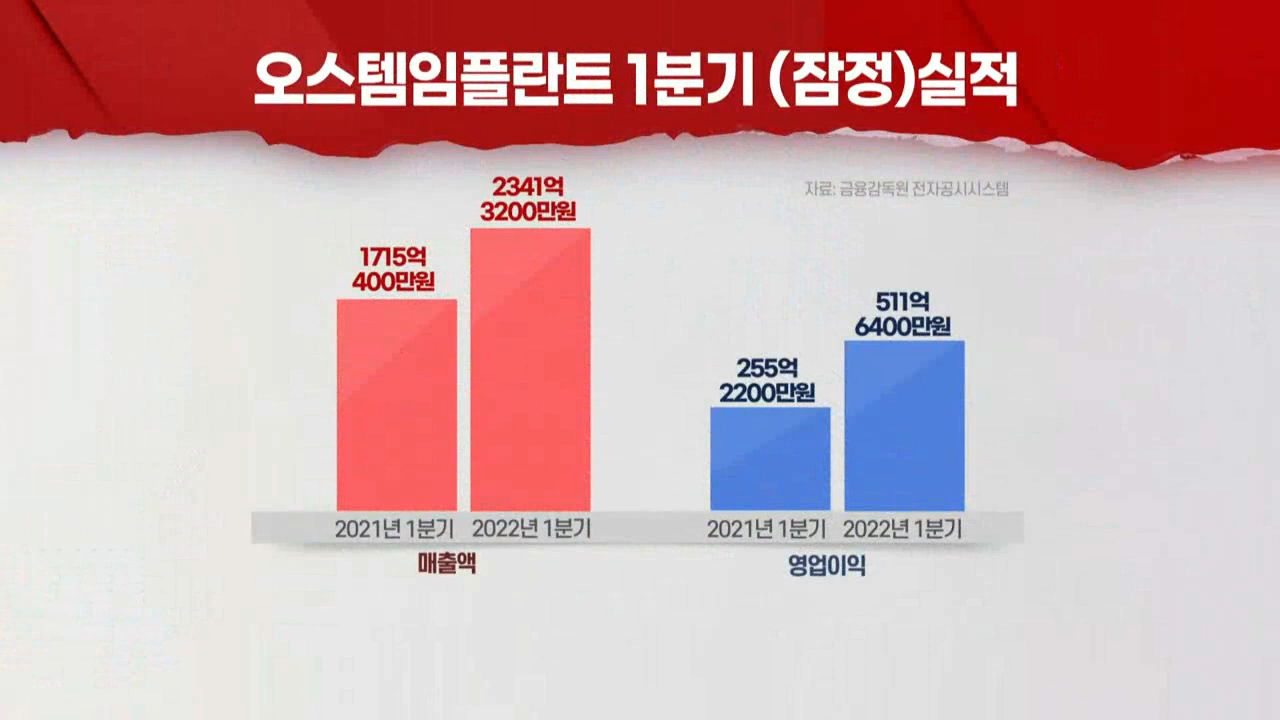 오스템임플란트 1분기 (잠정)실적
자료: 금융감독원 전자공시시스템
1715억
400만원
2341억
3200만원
255억
2200만원
511억
6400만원
2021년 1분기
2022년 1분기
2021년 1분기
2022년 1분기
매출액
영업이익